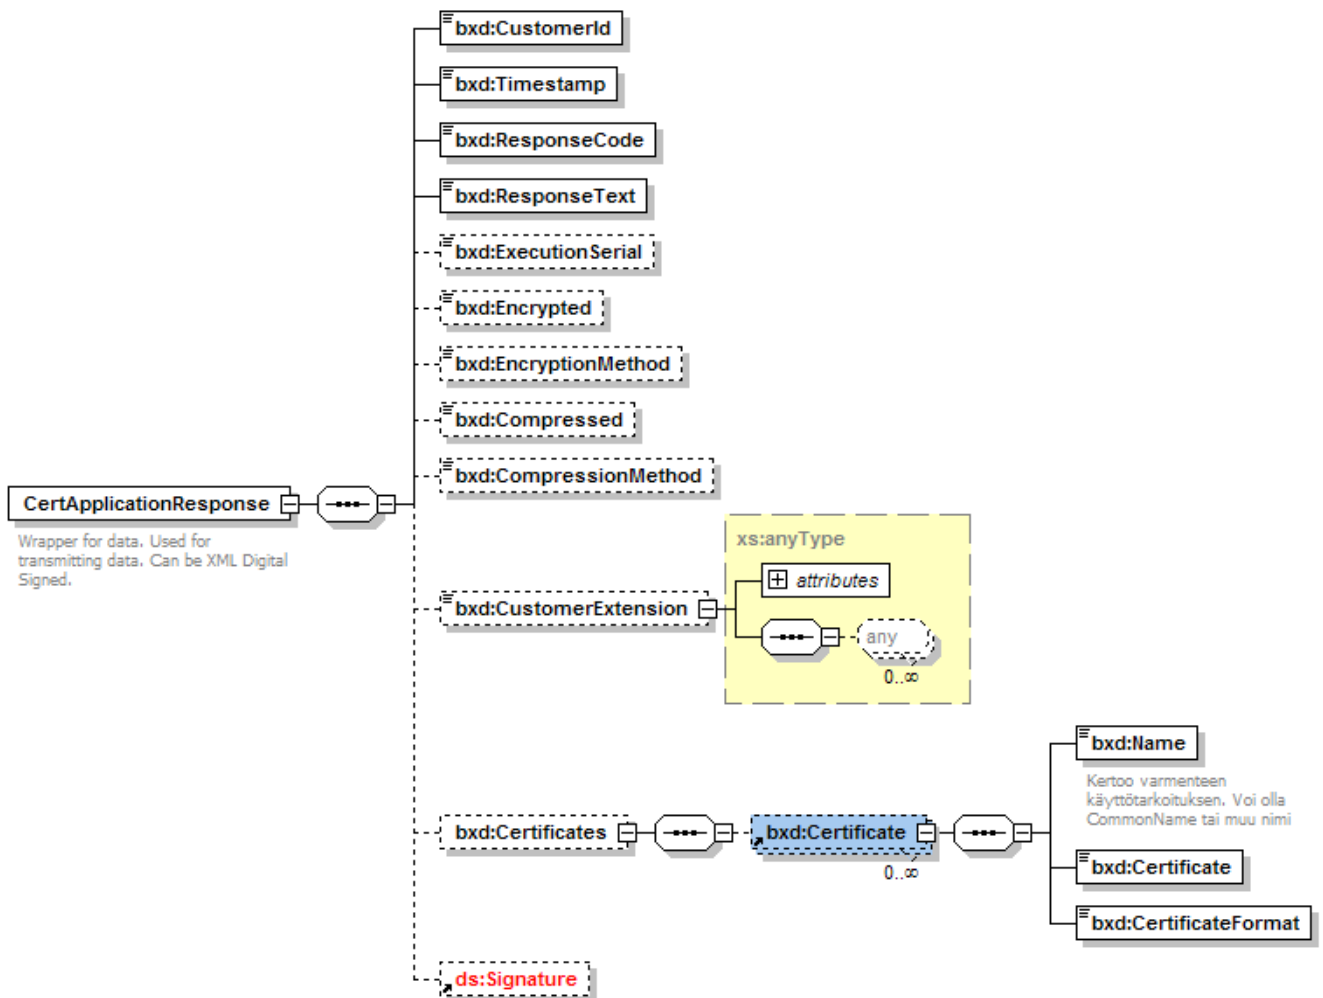 bxd:CustomerId
bxd:Timestamp
bxd:ResponseCode
bxd:ResponseText
bxd:ExecutionSerial
bxd:Encrypted
bxd:EncryptionMethod
bxd:Compressed
bxd:CompressionMethod
CertApplicationResponse
Wrapper for data. Used for
transmitting data. Can be XML Digital
Signed.
xs:anyType
attributes
bxd:CustomerExtension
any
0..∞
bxd:Name
Kertoo varmenteen
käyttötarkoituksen. Voi olla
CommonName tai muu nimi
bxd:Certificates
bxd:Certificate
0..∞
bxd:Certificate
bxd:CertificateFormat
ds:Signature